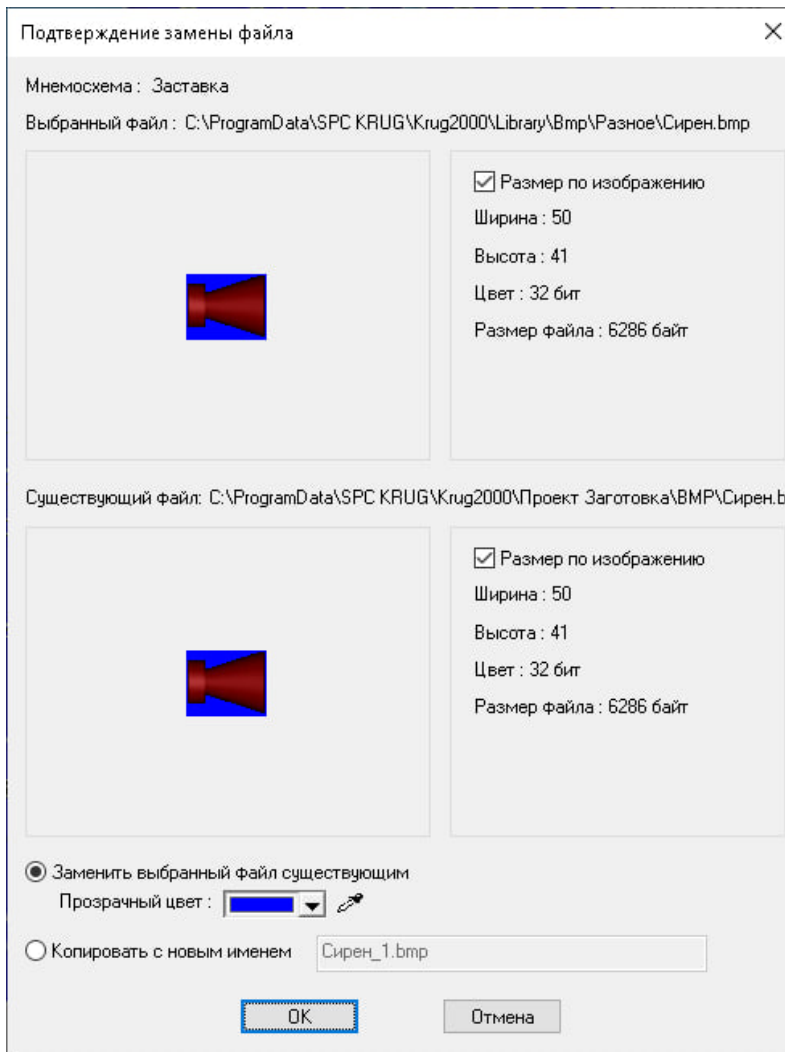 Подтверждение замены файла
Мнемосхема : Заставка
Выбранный файл : C:\ProgramData\SPC KRUG\Krug2000\Library\Bmp\Разное\Сирен.bmp
Размер по изображению
Ширина : 50
Высота : 41
Цвет : 32 бит
Размер файла : 6286 байт
Существующий файл: C:\ProgramData\SPC KRUG\Krug2000\Проект Заготовка\BMP\Сирен.b
Размер по изображению
Ширина : 50
Высота : 41
Цвет : 32 бит
Размер файла : 6286 байт
Заменить выбранный файл существующим
Прозрачный цвет :
Копировать с новым именем Сирен_1.bmp
OK Отмена